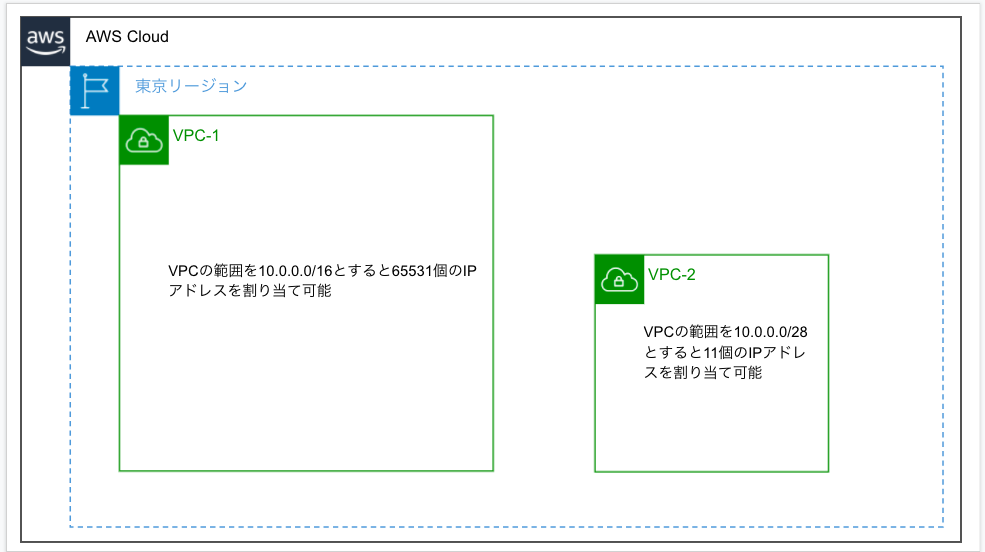 aws
AWS Cloud
東京リージョン
VPC-1
VPCの範囲を10.0.0.0/16とすると65531個のIP
アドレスを割り当て可能
VPC-2
VPCの範囲を10.0.0.0/28
とすると11個のIPアドレ
スを割り当て可能